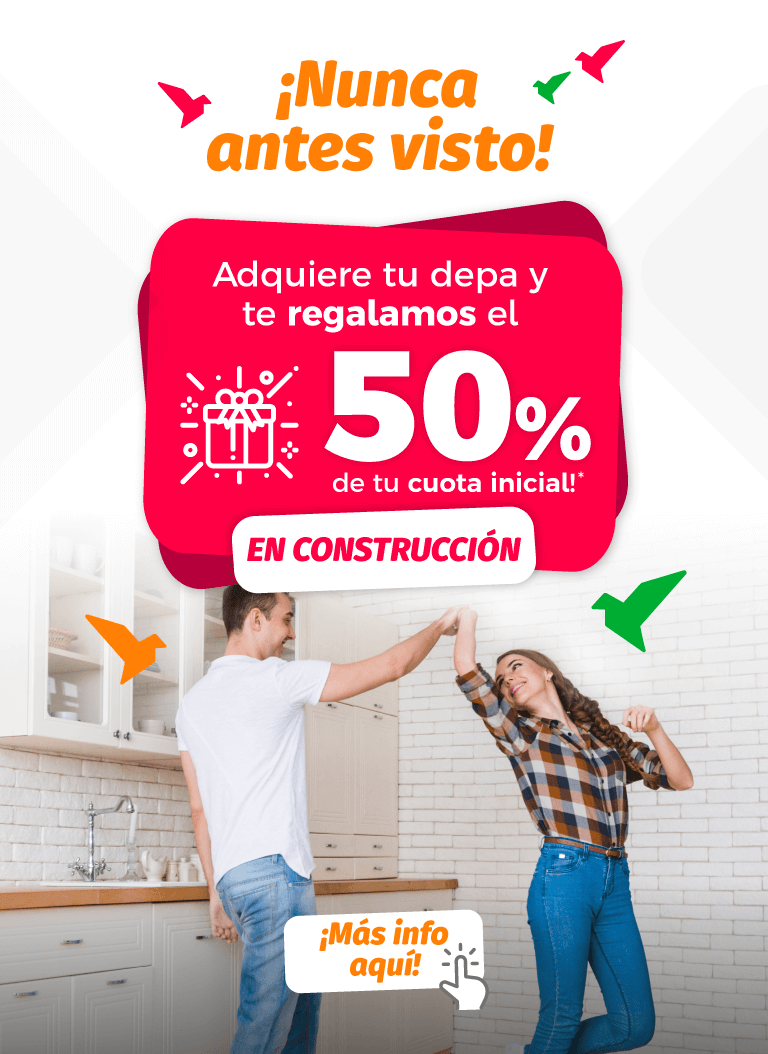 ¡Nunca
antes visto!
Adquiere tu depa y
te regalamos el
50%
de tu cuota inicial!*
EN CONSTRUCCIÓN
¡Más info
aquí!